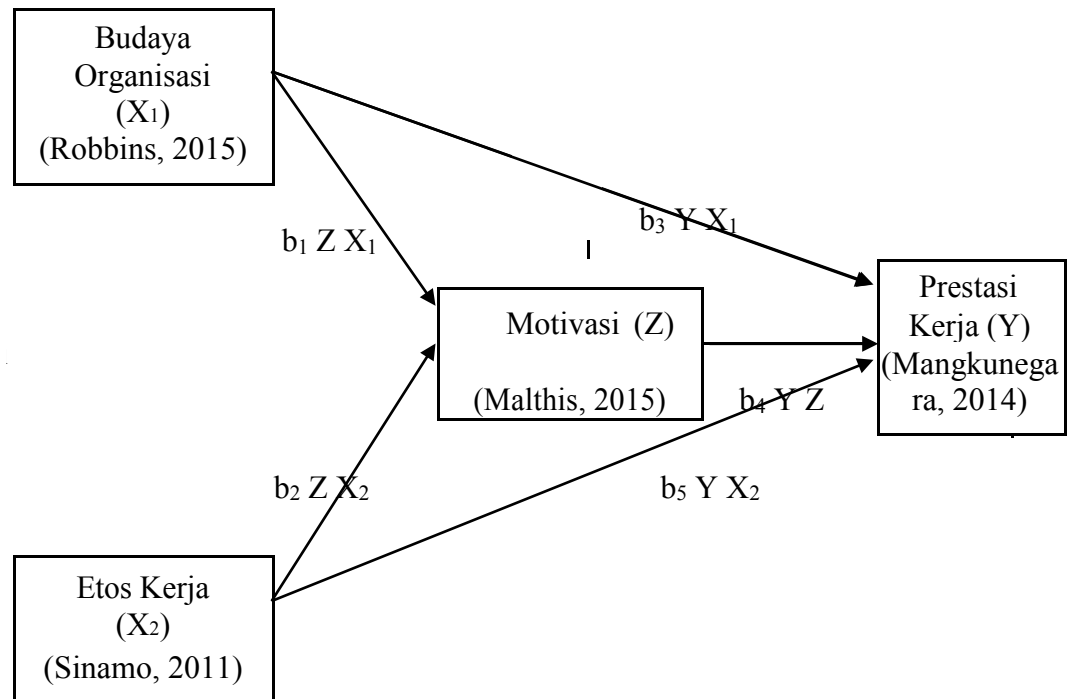 Budaya
Organisasi
(X₁)
(Robbins, 2015)
b₃ Y X₁
b₁ Z X₁
Motivasi (Z)
(Malthis, 2015)
Prestasi
Kerja (Y)
(Mangkunega
ra, 2014)
b₄ Y Z
b₂ Z X₂
b₅ Y X₂
Etos Kerja
(X₂)
(Sinamo, 2011)